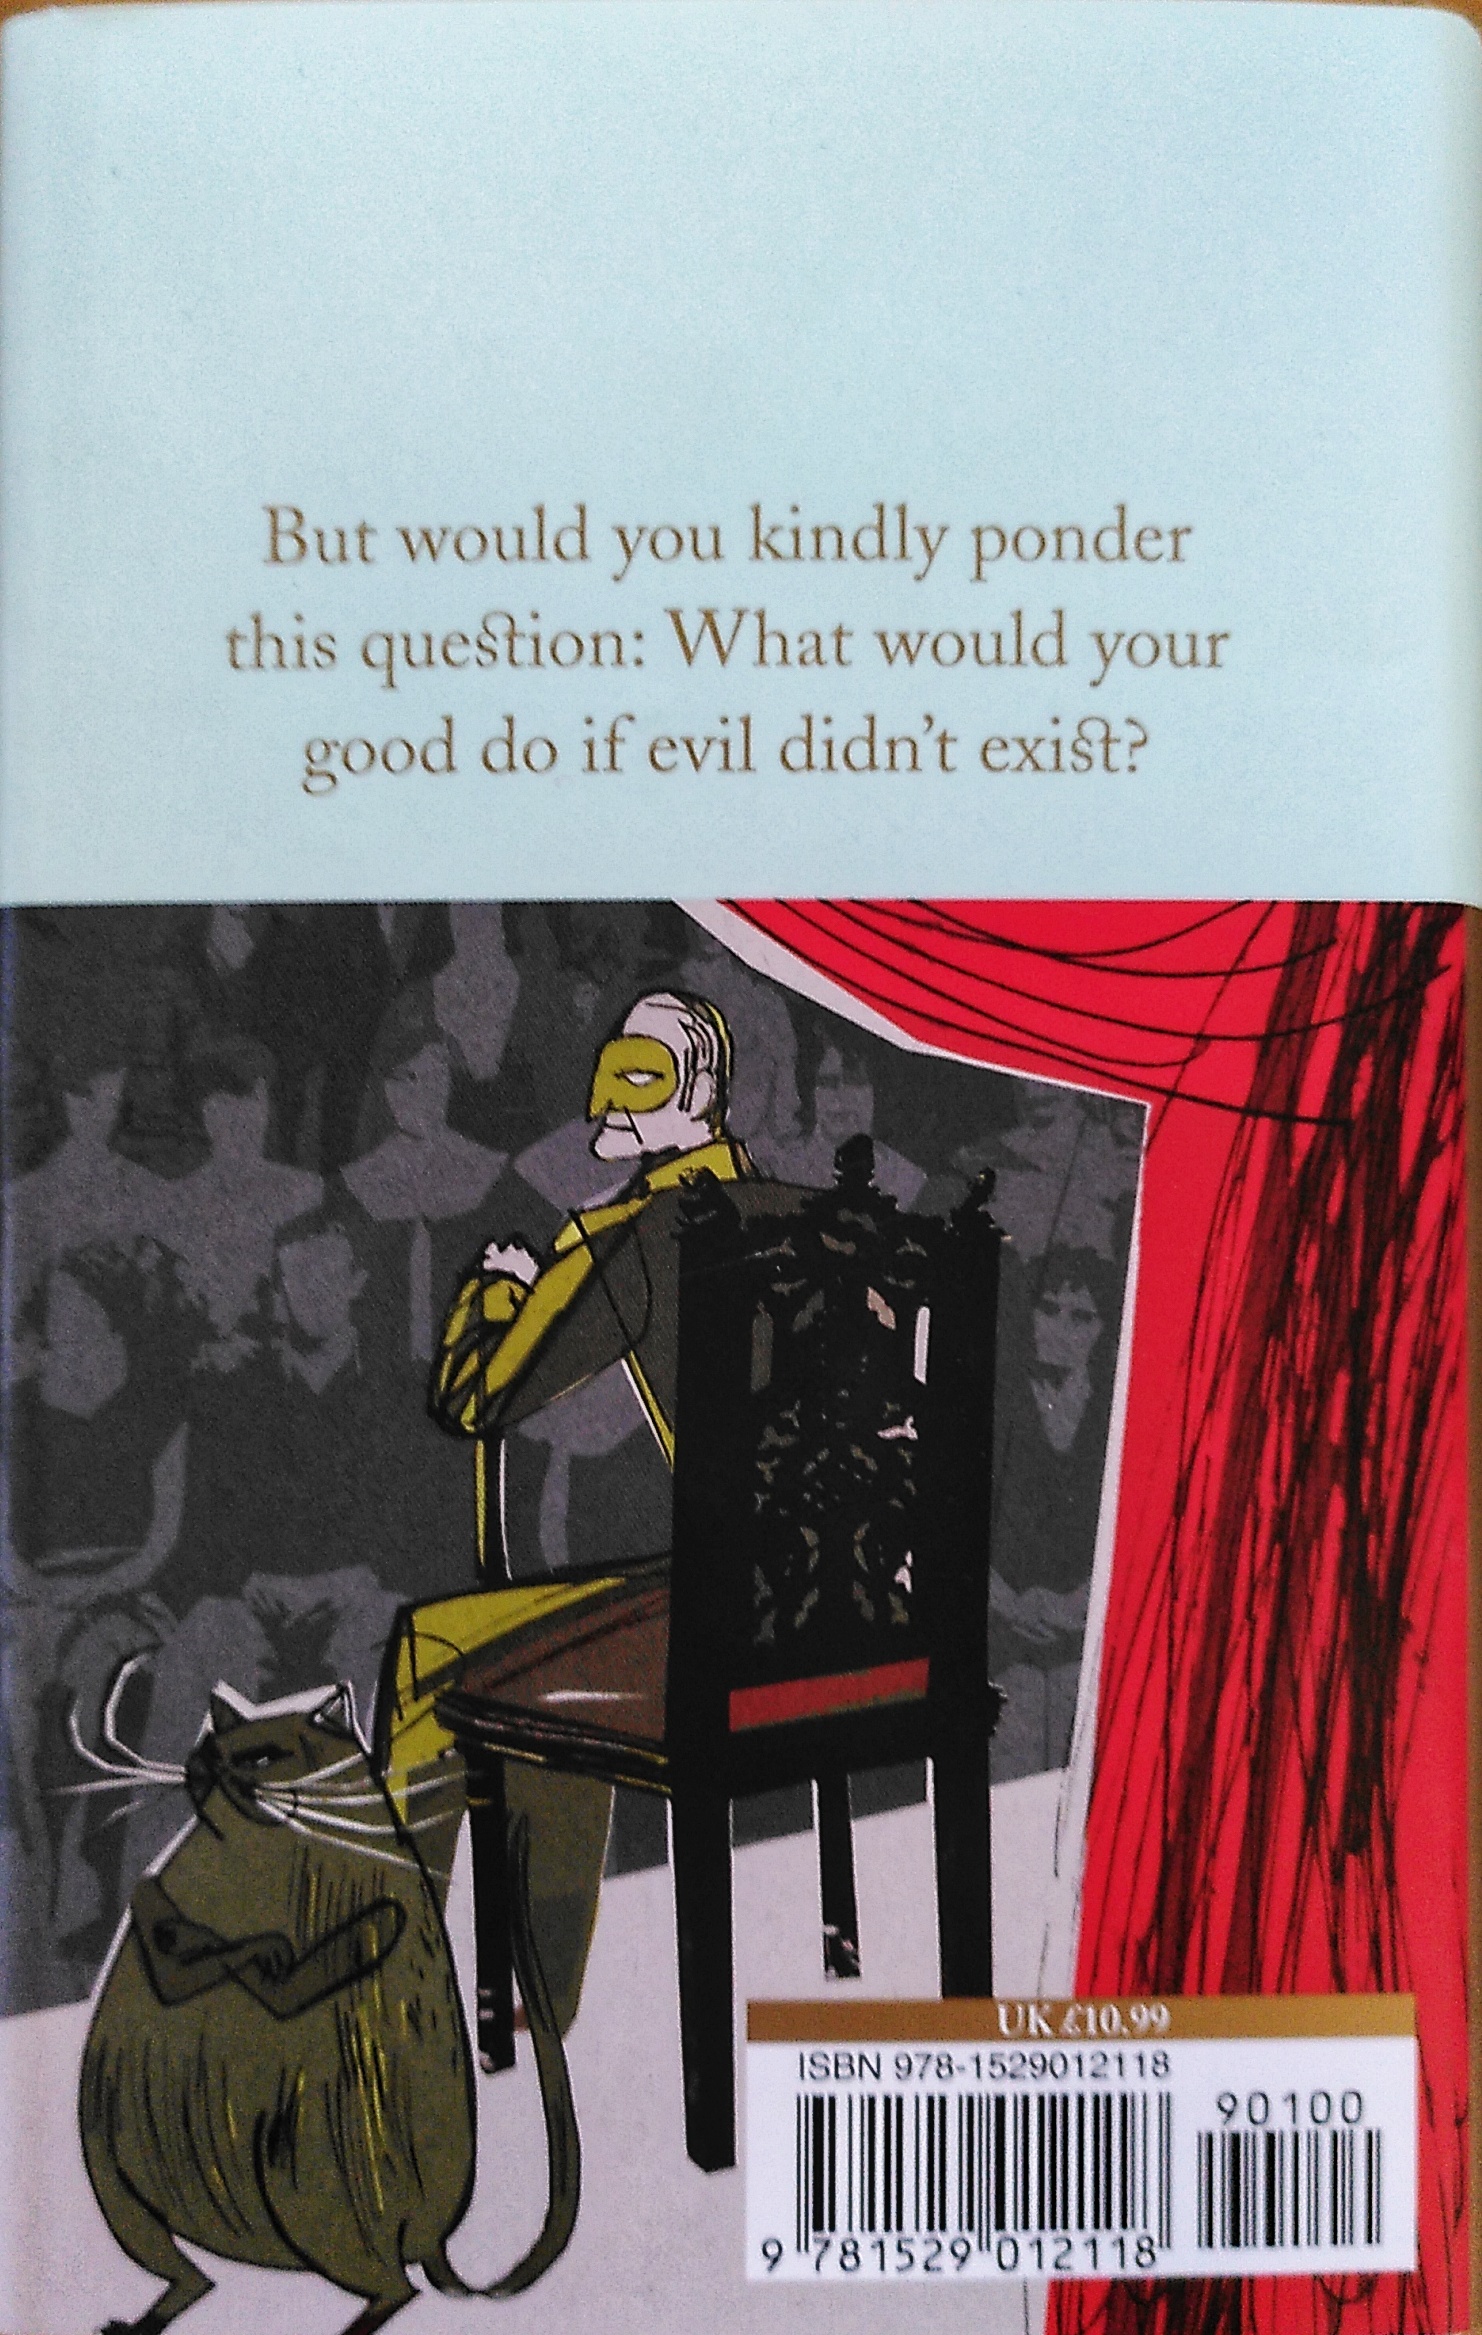 But would you kindly ponder
this question: What would your
good do if evil didn't exist?
UK £10.99
ISBN 978-1529012118
90100
9 781529 012118